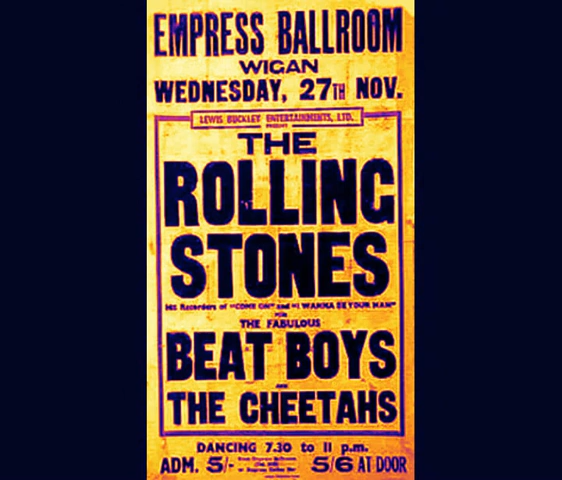 EMPRESS BALLROOM
WIGAN
WEDNESDAY, 27TH NOV.
LEWIS BUCKLEY ENTERTAINMENTS, LTD.
PRESENT
THE
ROLLING
STONES
Recorders of "COME ON" and "I WANNA BE YOUR MAN"
THE FABULOUS
BEAT BOYS
AND
THE CHEETAHS
DANCING 7.30 to 11 p.m.
ADM. 5/- 5/6 AT DOOR